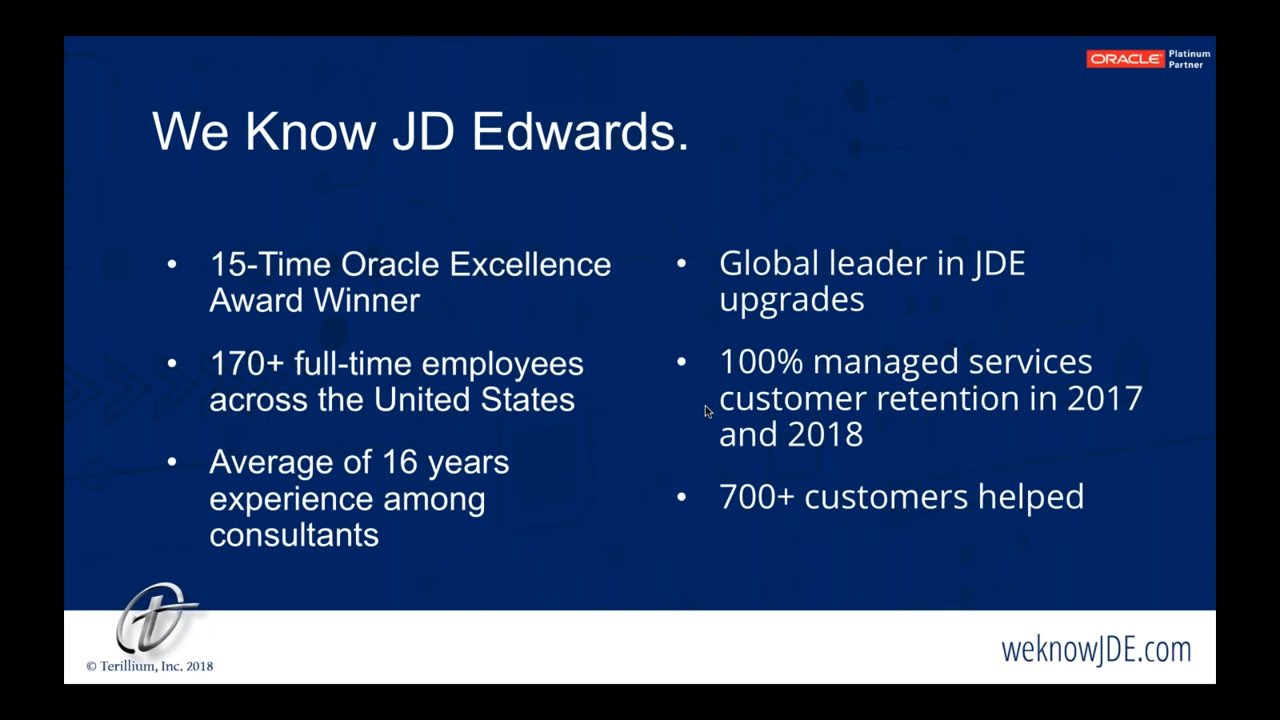 ORACLE Platinum
Partner
We Know JD Edwards.
• 15-Time Oracle Excellence
Award Winner
• 170+ full-time employees
across the United States
• Average of 16 years
experience among
consultants
• Global leader in JDE
upgrades
• 100% managed services
customer retention in 2017
and 2018
• 700+ customers helped
© Terillium, Inc. 2018
weknowJDE.com